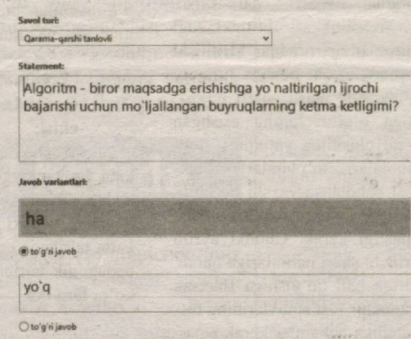 Savol turi:
Qarama-qarshi tanlovli
Statement:
Algoritm - biror maqsadga erishishga yo`naltirilgan ijrochi
bajarishi uchun mo`ljallangan buyruqlarning ketma ketligimi?
Javob variantlari:
ha
to'g'ri javob
yo`q
to'g'ri javob